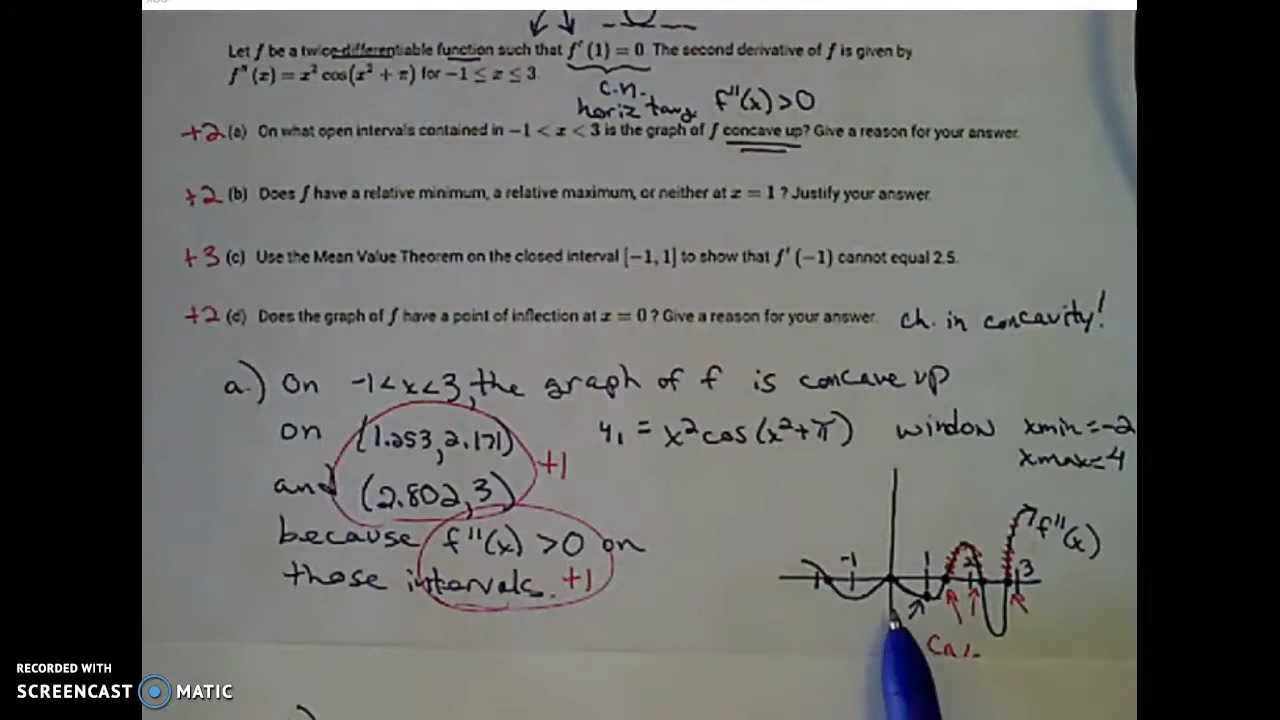 Let f be a twice-differentiable function such that f′(1) = 0. The second derivative of f is given by
f″(x) = x² cos(x² + π) for −1 ≤ x ≤ 3.
c.n.
horiz tang. f″(x) > 0
+2 (a) On what open intervals contained in −1 < x < 3 is the graph of f concave up? Give a reason for your answer.
+2 (b) Does f have a relative minimum, a relative maximum, or neither at x = 1? Justify your answer.
+3 (c) Use the Mean Value Theorem on the closed interval [−1, 1] to show that f′(−1) cannot equal 2.5.
+2 (d) Does the graph of f have a point of inflection at x = 0? Give a reason for your answer. ch. in concavity!
a.) On -1<x<3, the graph of f is concave up
on (1.253, 2.171) y₁ = x²cos(x²+π) window xmin=-2
xmax=4
+1
and (2.802, 3)
because f″(x) >0 on
those intervals. +1
f″(x)
-1 1 2 3
Calc
RECORDED WITH
SCREENCAST MATIC